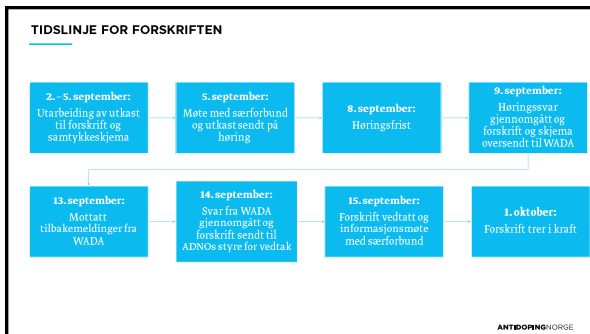 TIDSLINJE FOR FORSKRIFTEN
2. – 5. september:
Utarbeiding av utkast
til forskrift og
samtykkeskjema
5. september:
Møte med særforbund
og utkast sendt på
høring
8. september:
Høringsfrist
9. september:
Høringssvar
gjennomgått og
forskrift og skjema
oversendt til WADA
13. september:
Mottatt
tilbakemeldinger fra
WADA
14. september:
Svar fra WADA
gjennomgått og
forskrift sendt til
ADNOs styre for vedtak
15. september:
Forskrift vedtatt og
informasjonsmøte
med særforbund
1. oktober:
Forskrift trer i kraft
ANTIDOPINGNORGE